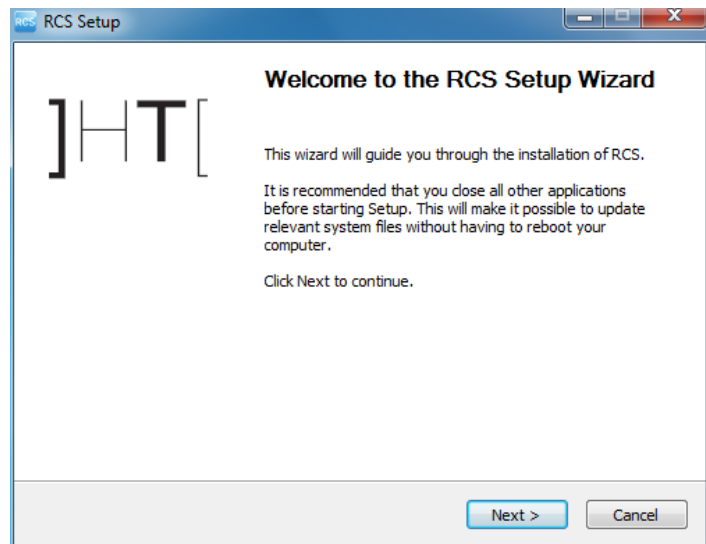 RCS RCS Setup
Welcome to the RCS Setup Wizard
]HT[
This wizard will guide you through the installation of RCS.
It is recommended that you close all other applications
before starting Setup. This will make it possible to update
relevant system files without having to reboot your
computer.
Click Next to continue.
Next >
Cancel